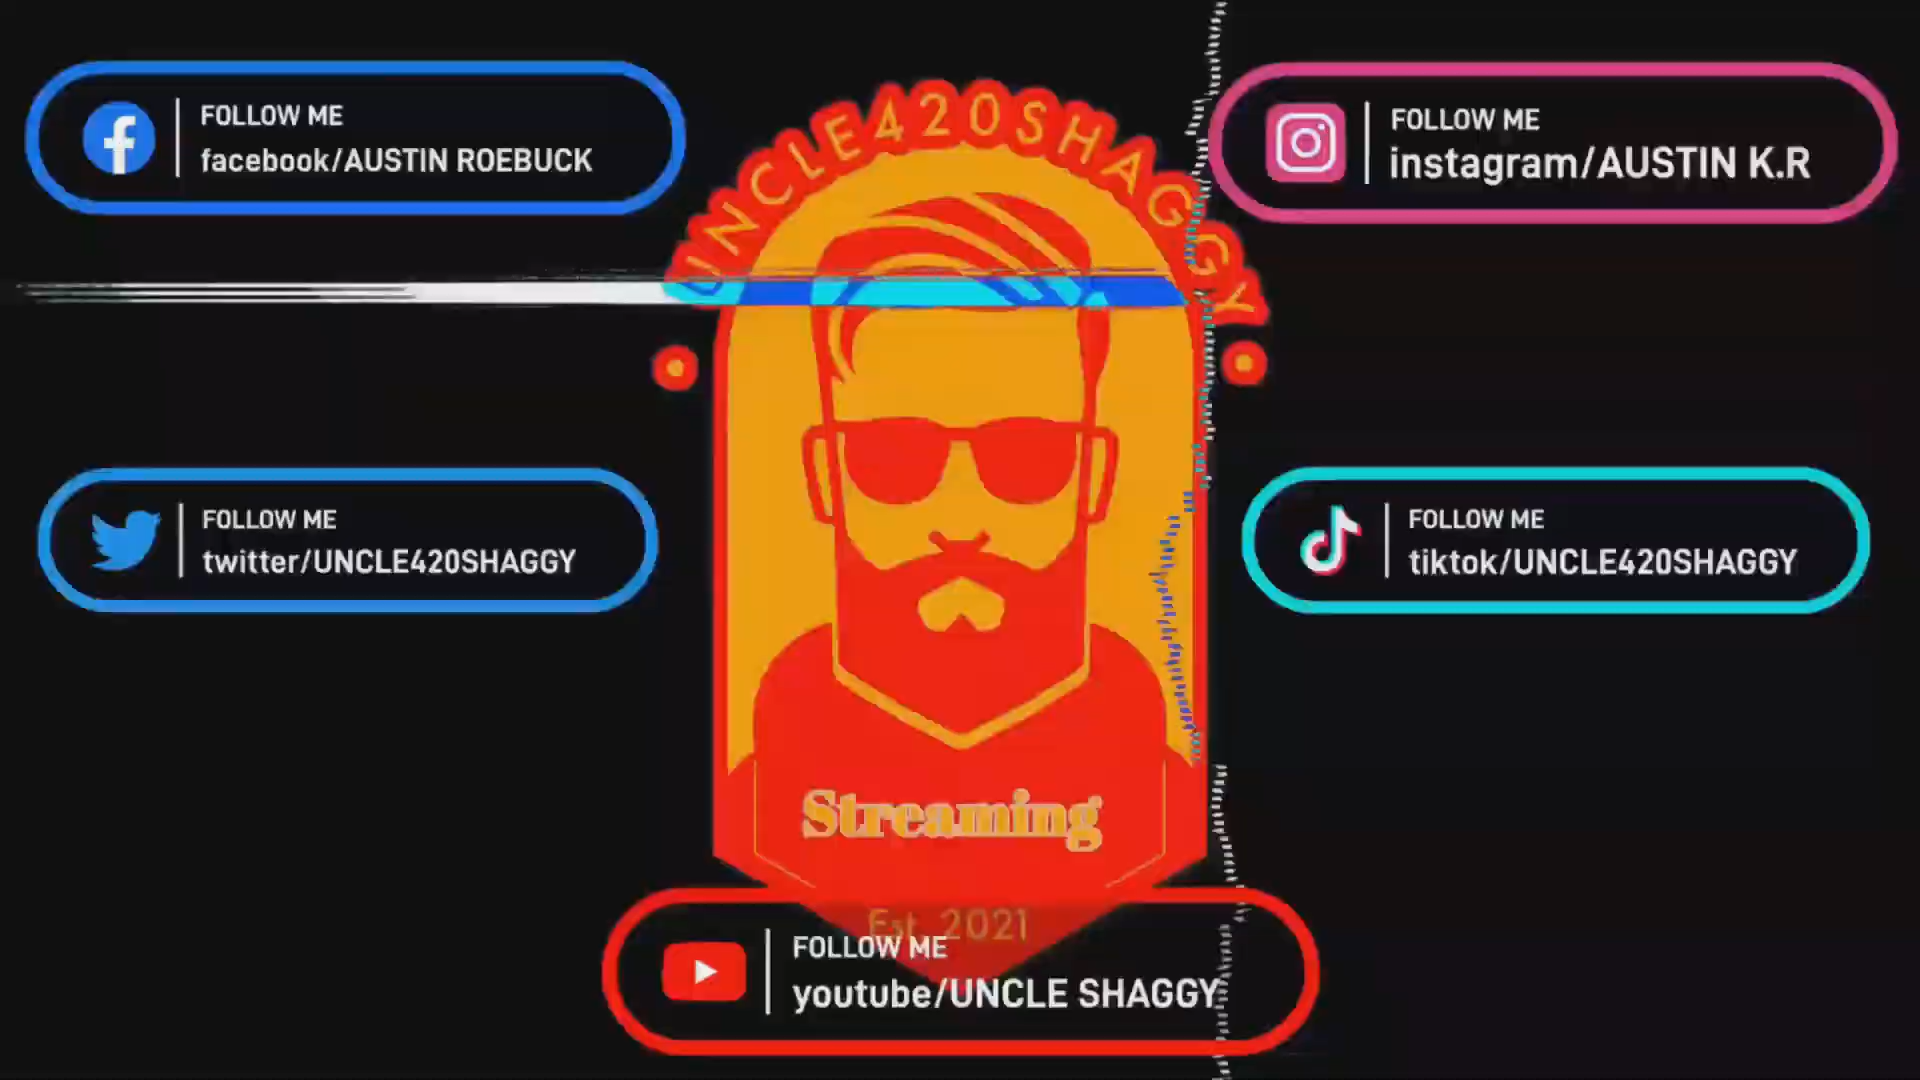 UNCLE420SHAGGY
FOLLOW ME
facebook/AUSTIN ROEBUCK
FOLLOW ME
instagram/AUSTIN K.R
FOLLOW ME
twitter/UNCLE420SHAGGY
FOLLOW ME
tiktok/UNCLE420SHAGGY
Streaming
Est. 2021
FOLLOW ME
youtube/UNCLE SHAGGY